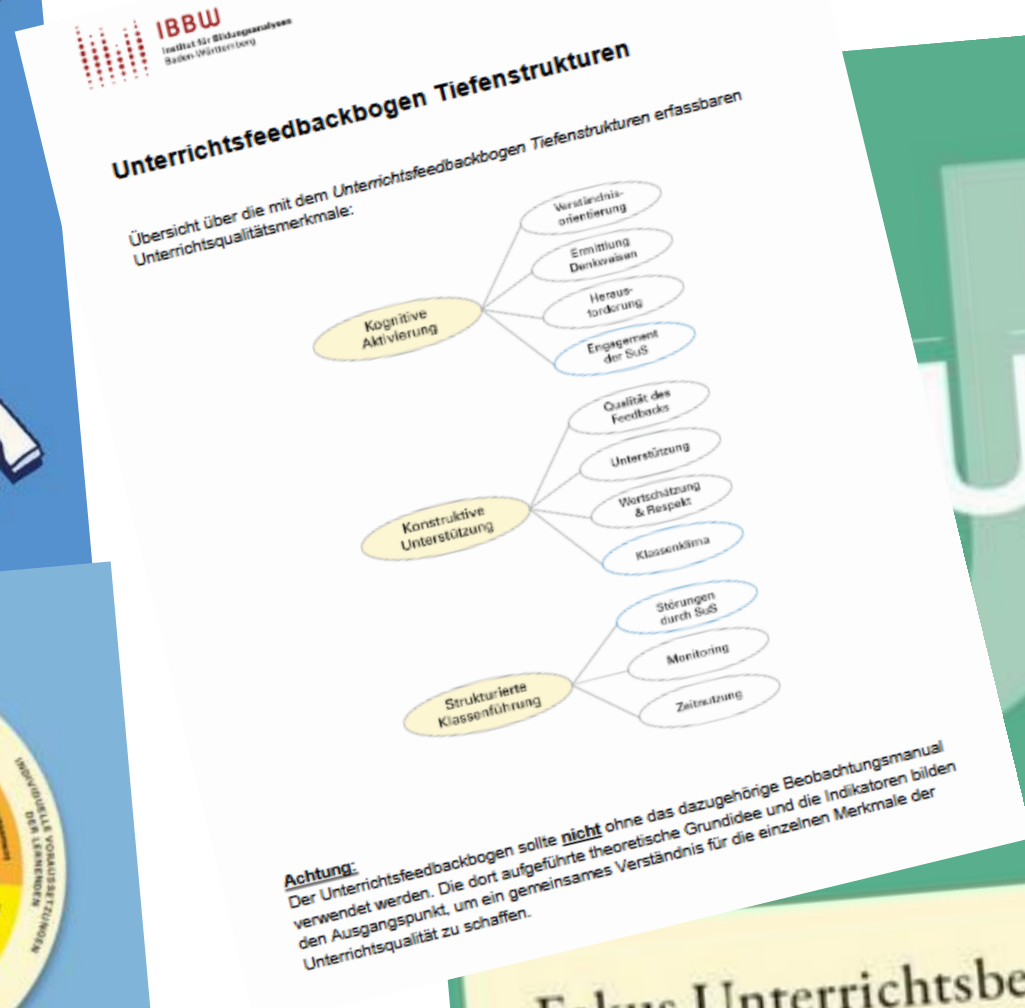 IBBW
Institut für Bildungsanalysen
Baden-Württemberg
Unterrichtsfeedbackbogen Tiefenstrukturen
Übersicht über die mit dem Unterrichtsfeedbackbogen Tiefenstrukturen erfassbaren
Unterrichtsqualitätsmerkmale:
Kognitive
Aktivierung
Verständnis-
orientierung
Ermittlung
Denkweisen
Heraus-
forderung
Engagement
der SuS
Konstruktive
Unterstützung
Qualität des
Feedbacks
Unterstützung
Wertschätzung
& Respekt
Klassenklima
Strukturierte
Klassenführung
Störungen
durch SuS
Monitoring
Zeitnutzung
Achtung:
Der Unterrichtsfeedbackbogen sollte nicht ohne das dazugehörige Beobachtungsmanual
verwendet werden. Die dort aufgeführte theoretische Grundidee und die Indikatoren bilden
den Ausgangspunkt, um ein gemeinsames Verständnis für die einzelnen Merkmale der
Unterrichtsqualität zu schaffen.
INDIVIDUELLE VORAUSSETZUNGEN
DER LERNENDEN
U
Fokus Unterrichtsbe